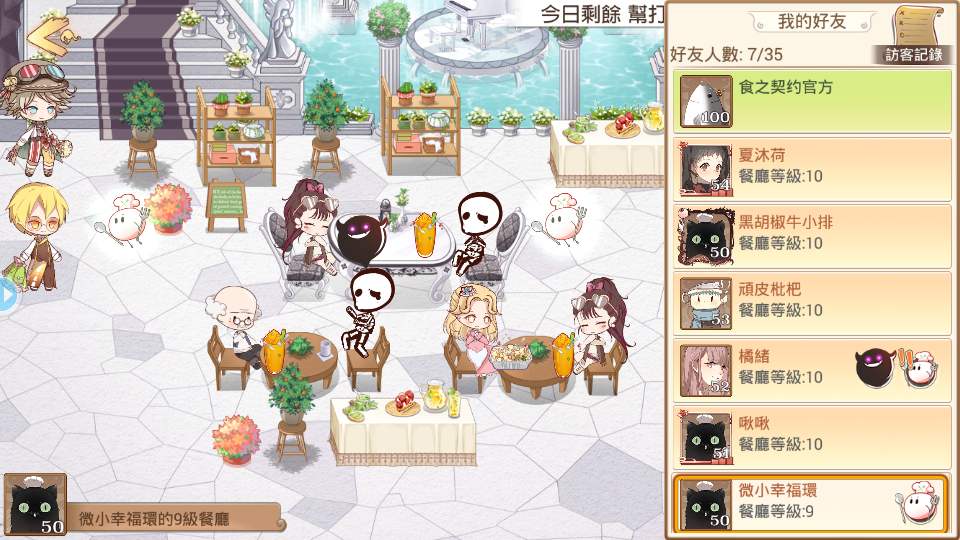 今日剩餘 幫打
我的好友
好友人數: 7/35
訪客記錄
食之契约官方
100
夏沐荷
餐廳等級:10
54
黑胡椒牛小排
餐廳等級:10
50
頑皮枇杷
餐廳等級:10
53
橘緒
餐廳等級:10
52
啾啾
餐廳等級:10
51
微小幸福環
餐廳等級:9
50
50
微小幸福環的9級餐廳